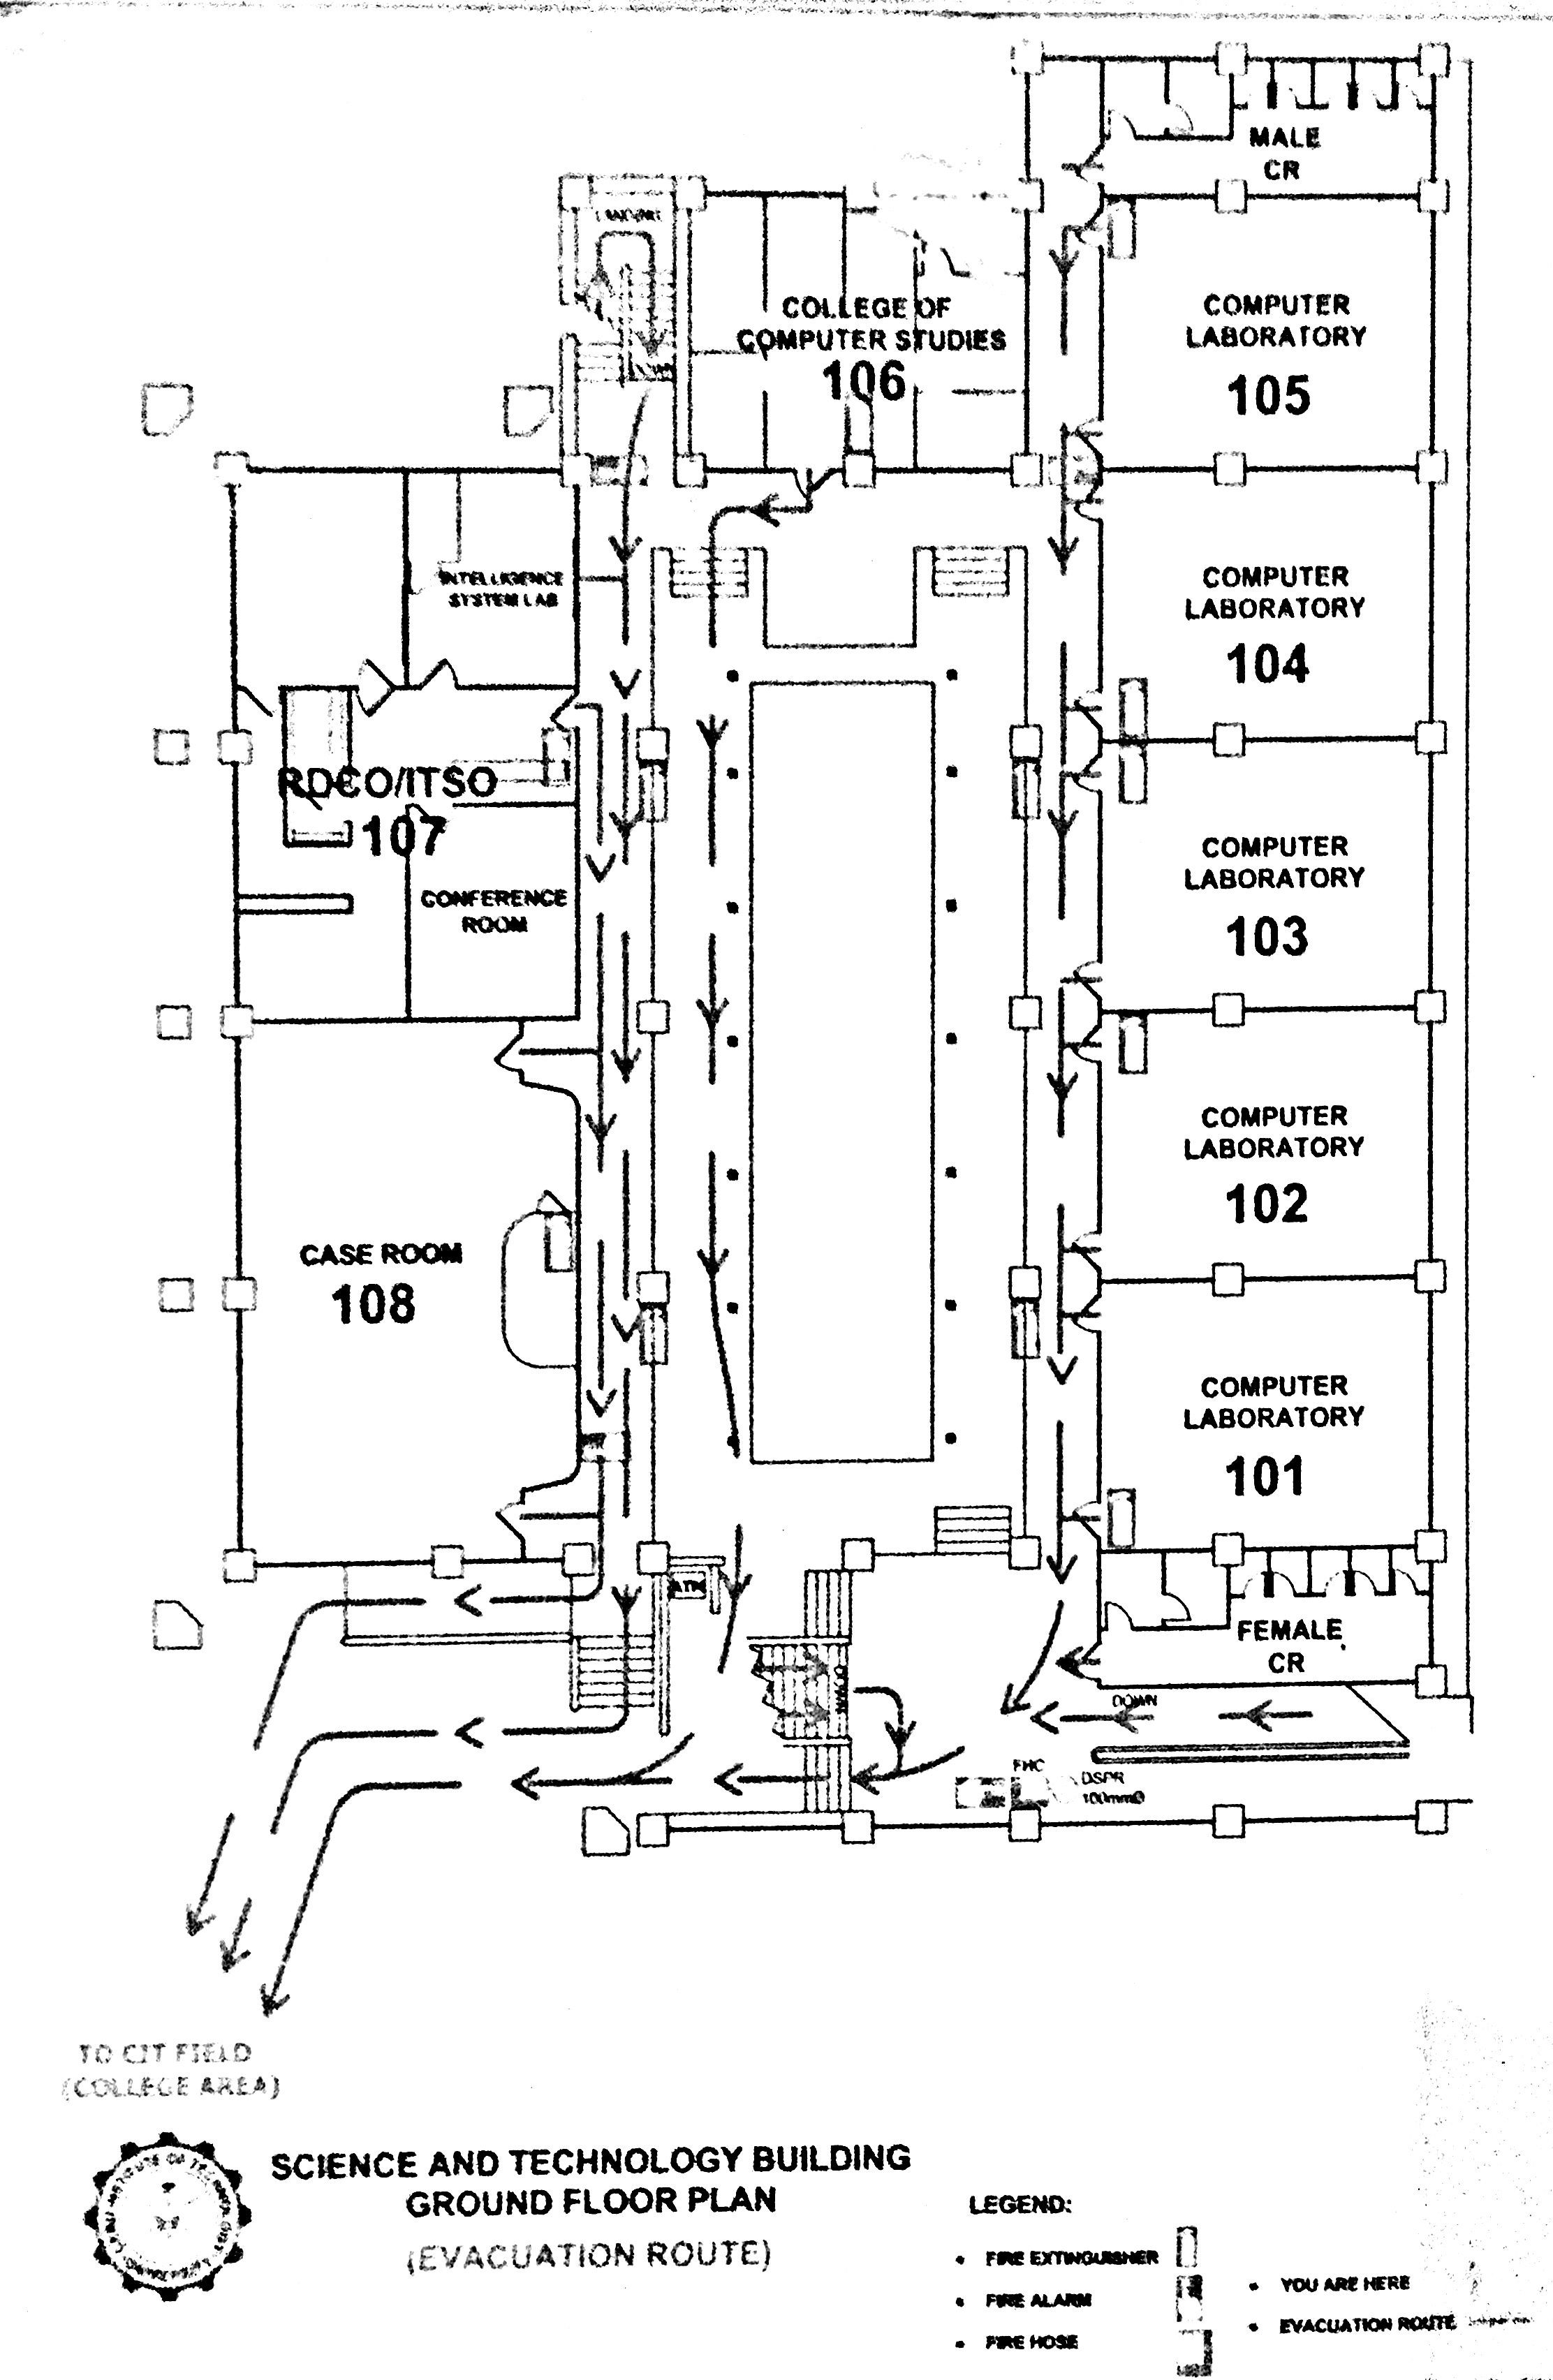 MALE
CR
COLLEGE OF
COMPUTER STUDIES
106
COMPUTER
LABORATORY
105
INTELLIGENCE
SYSTEM LAB
COMPUTER
LABORATORY
104
RDCO/ITSO
107
CONFERENCE
ROOM
COMPUTER
LABORATORY
103
COMPUTER
LABORATORY
102
CASE ROOM
108
COMPUTER
LABORATORY
101
ATM
FEMALE
CR
DOWN
DOWN
FHC
DSPR
100mmØ
TO CIT FIELD
(COLLEGE AREA)
SCIENCE AND TECHNOLOGY BUILDING
GROUND FLOOR PLAN
(EVACUATION ROUTE)
LEGEND:
• FIRE EXTINGUISHER
• FIRE ALARM
• FIRE HOSE
• YOU ARE HERE
• EVACUATION ROUTE